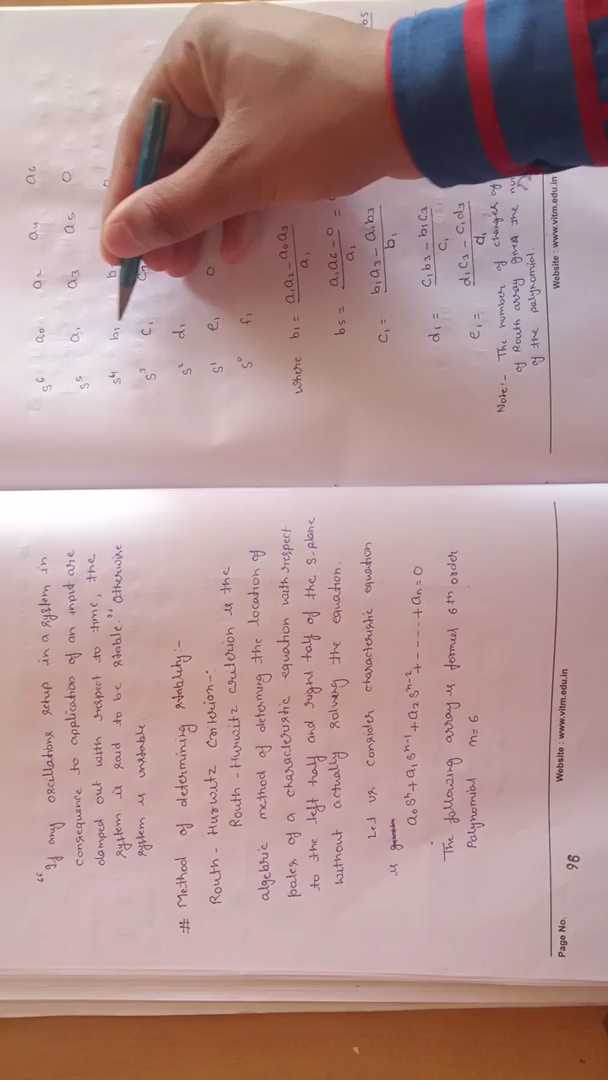 "If any oscillations setup in a system in
consequence to application of an input are
damped out with respect to time, the
system is said to be stable." Otherwise
system is unstable.
# Method of determining stablity:-
Routh-Hurwitz Criterion-:
Routh-Hurwitz criterion is the
algebric method of determing the location of
poles of a characteristic equation with respect
to the left half and right half of the s-plane
without actually solving the equation.
Let us consider characteristic equation
is
a₀sⁿ+a₁sⁿ⁻¹+a₂sⁿ⁻²+-----+aₙ=0
The following array is formed 6th order
Polynomial n=6
Page No. 96 Website : www.vitm.edu.in
s⁶ a₀ a₂ a₄ a₆
s⁵ a₁ a₃ a₅ 0
s⁴ b₁
s³ c₁
s² d₁
s¹ e₁ 0
s⁰ f₁
where b₁ = (a₁a₂-a₀a₃)/a₁
b₅ = (a₁a₆-0)/a₁ =
c₁ = (b₁a₃-a₁b₃)/b₁
d₁ = (c₁b₃-b₁c₃)/c₁
e₁ = (d₁c₃-c₁d₃)/d₁
Note:- The number of changed of
of Routh array gives the
of the polynomial.
Website : www.vitm.edu.in